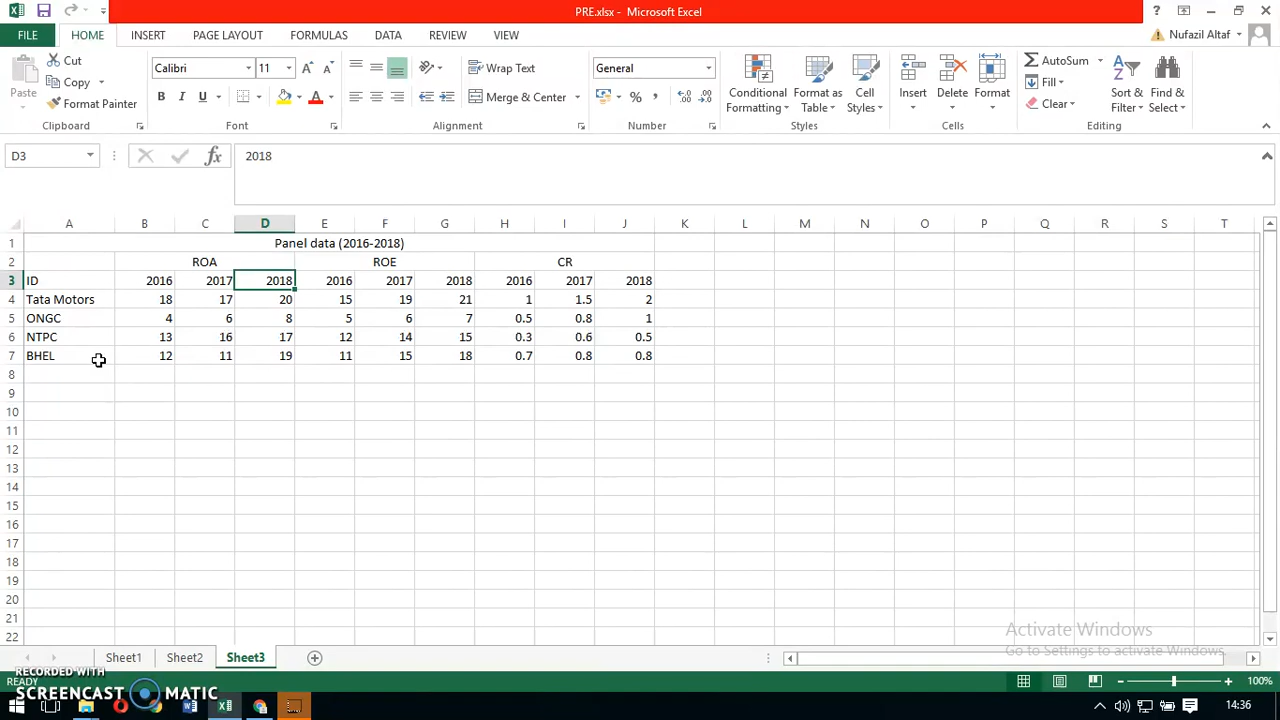 PRE.xlsx - Microsoft Excel
FILE HOME INSERT PAGE LAYOUT FORMULAS DATA REVIEW VIEW Nufazil Altaf
Paste
Cut
Copy
Format Painter
Clipboard
Calibri 11
B I U A
Font
Wrap Text
Merge & Center
Alignment
General
%
Number
Conditional Formatting
Format as Table
Cell Styles
Styles
Insert Delete Format
Cells
AutoSum
Fill
Clear
Sort & Filter
Find & Select
Editing
D3 fx 2018
A B C D E F G H I J K L M N O P Q R S T
1 Panel data (2016-2018)
2 ROA ROE CR
3 ID 2016 2017 2018 2016 2017 2018 2016 2017 2018
4 Tata Motors 18 17 20 15 19 21 1 1.5 2
5 ONGC 4 6 8 5 6 7 0.5 0.8 1
6 NTPC 13 16 17 12 14 15 0.3 0.6 0.5
7 BHEL 12 11 19 11 15 18 0.7 0.8 0.8
8
9
10
11
12
13
14
15
16
17
18
19
20
21
22
Activate Windows
Go to Settings to activate Windows.
Sheet1 Sheet2 Sheet3
RECORDED WITH
SCREENCAST MATIC
READY 100%
14:36